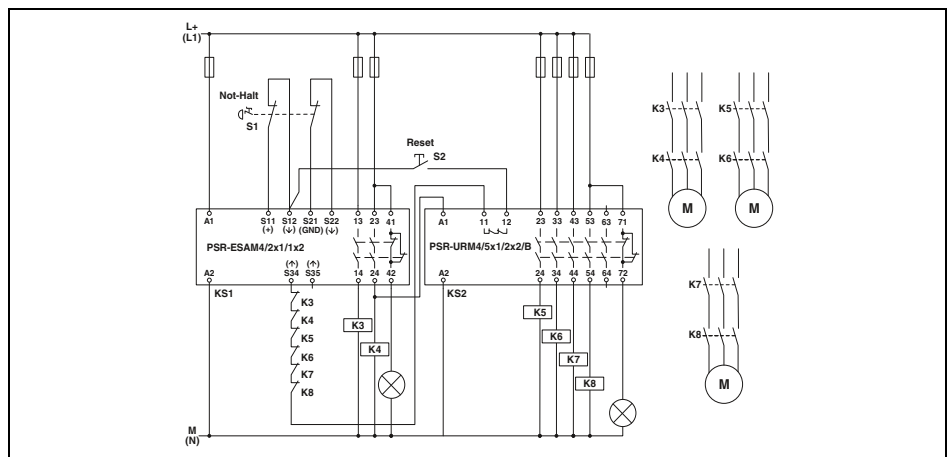 L+
(L1)
Not-Halt
S1
Reset
S2
K3
K5
K4
K6
M
M
A1
S11
(+)
S12
(↓)
S21
(GND)
S22
(↓)
13
23
41
PSR-ESAM4/2x1/1x2
(↑)
S34
(↑)
S35
A2
14
24
42
KS1
A1
11
12
23
33
43
53
63
71
PSR-URM4/5x1/2x2/B
A2
24
34
44
54
64
72
KS2
K3
K4
K5
K6
K7
K8
K3
K4
K5
K6
K7
K8
K7
K8
M
M
(N)